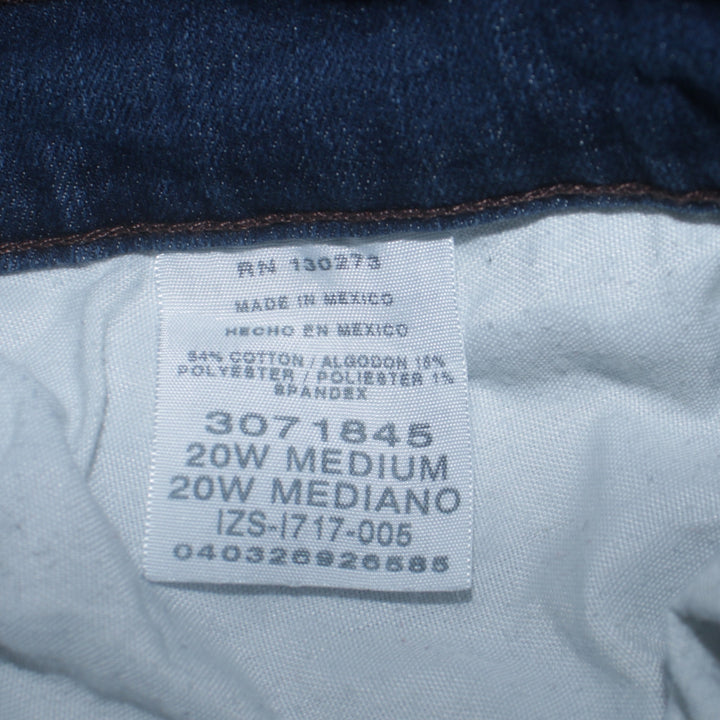 RN 130273
MADE IN MEXICO
HECHO EN MEXICO
84% COTTON / ALGODON 15%
POLYESTER / POLIESTER 1%
SPANDEX
3071845
20W MEDIUM
20W MEDIANO
IZS-I717-005
040326926585